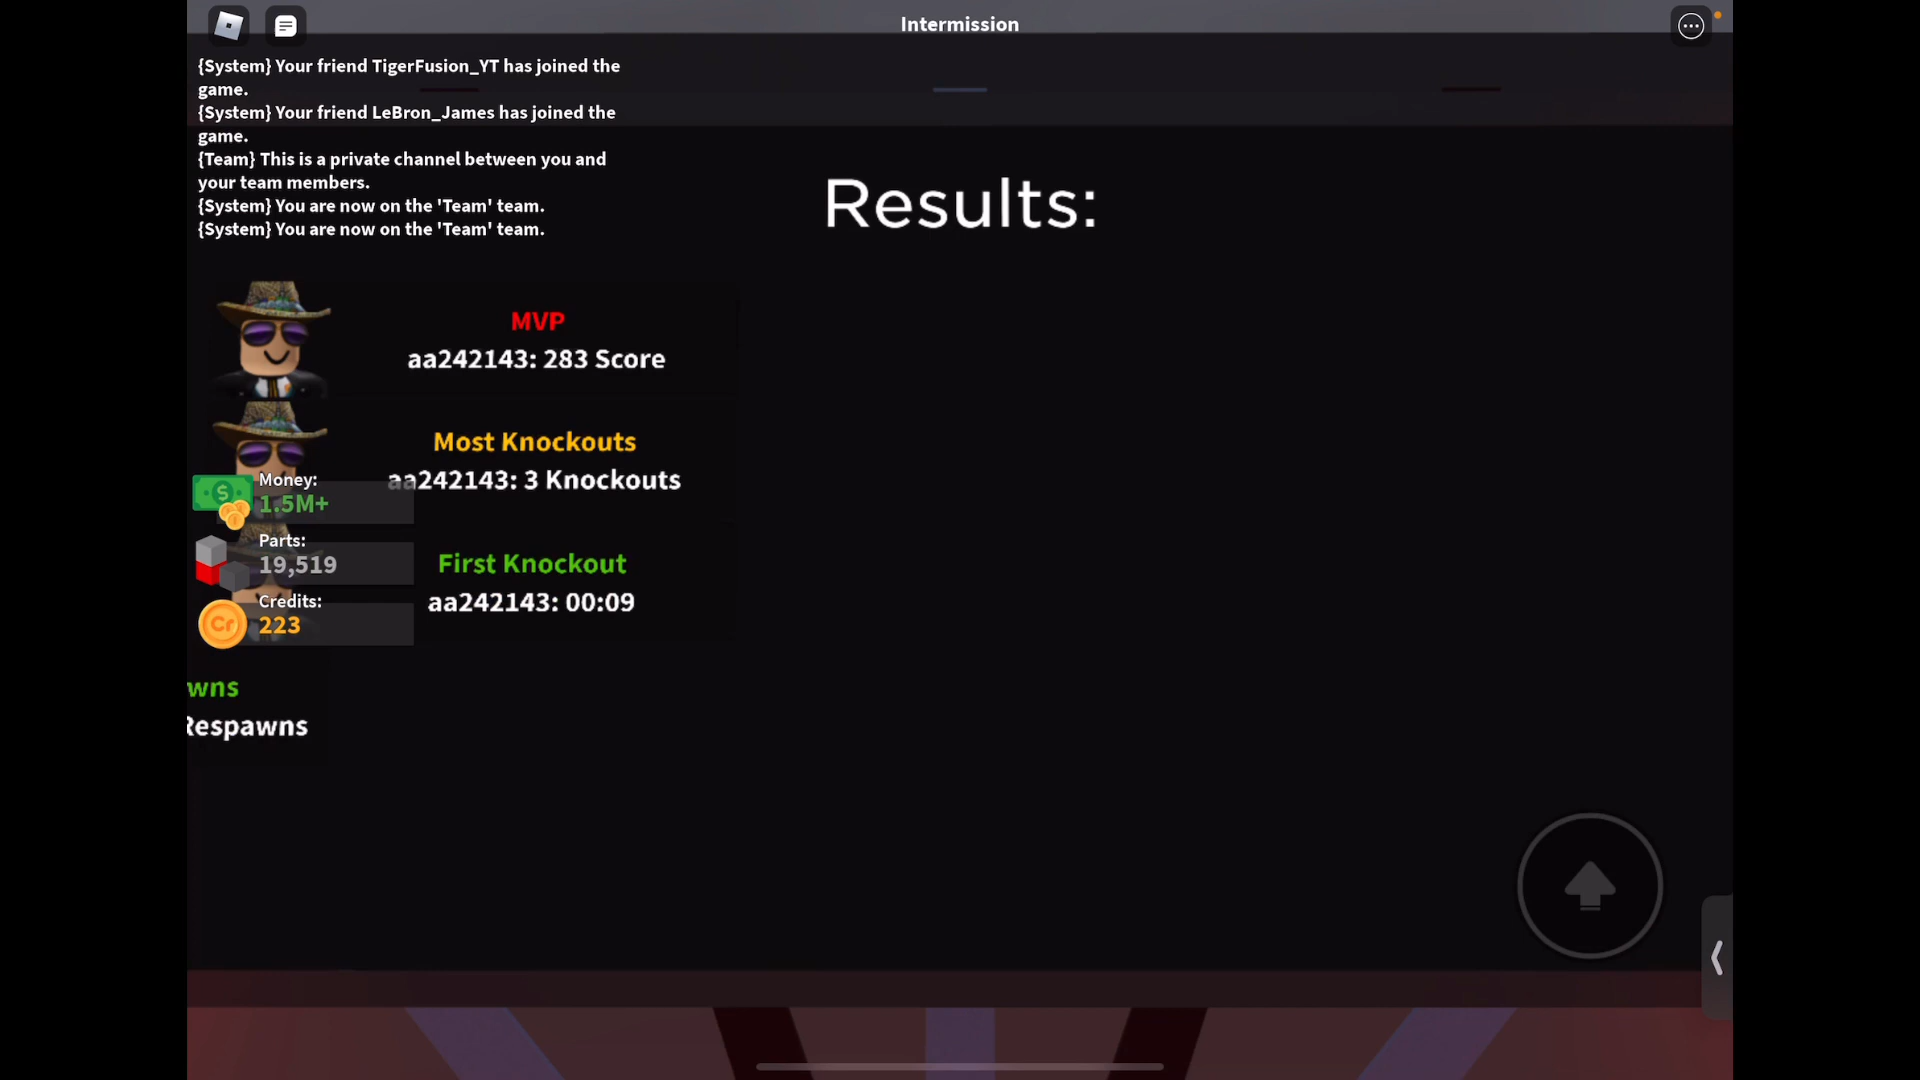 Intermission
{System} Your friend TigerFusion_YT has joined the
game.
{System} Your friend LeBron_James has joined the
game.
{Team} This is a private channel between you and
your team members.
{System} You are now on the 'Team' team.
{System} You are now on the 'Team' team.
Results:
MVP
aa242143: 283 Score
Most Knockouts
aa242143: 3 Knockouts
Money:
1.5M+
Parts:
19,519
First Knockout
aa242143: 00:09
Credits:
Cr
223
wns
Respawns